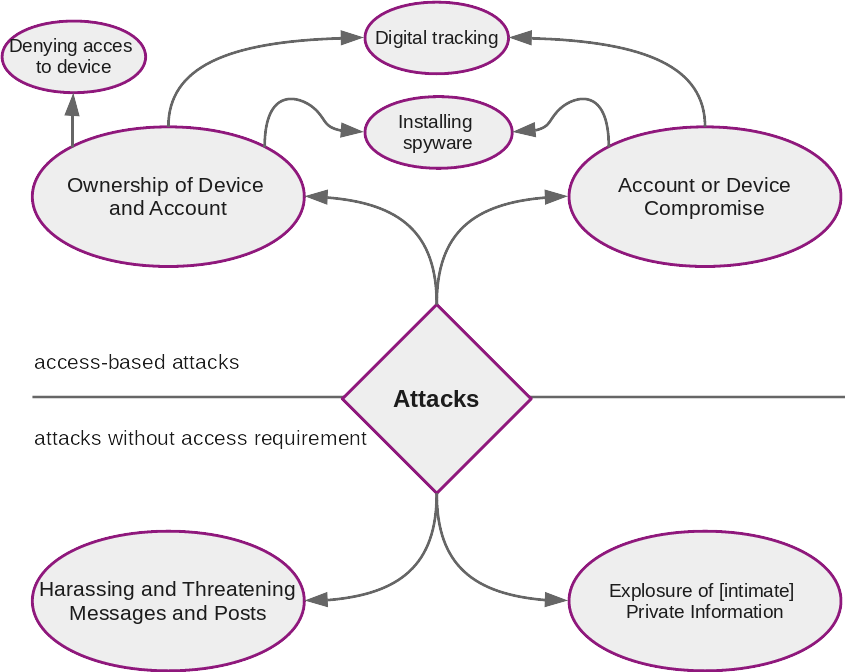 Denying acces
to device
Digital tracking
Installing
spyware
Ownership of Device
and Account
Account or Device
Compromise
access-based attacks
Attacks
attacks without access requirement
Harassing and Threatening
Messages and Posts
Explosure of [intimate]
Private Information